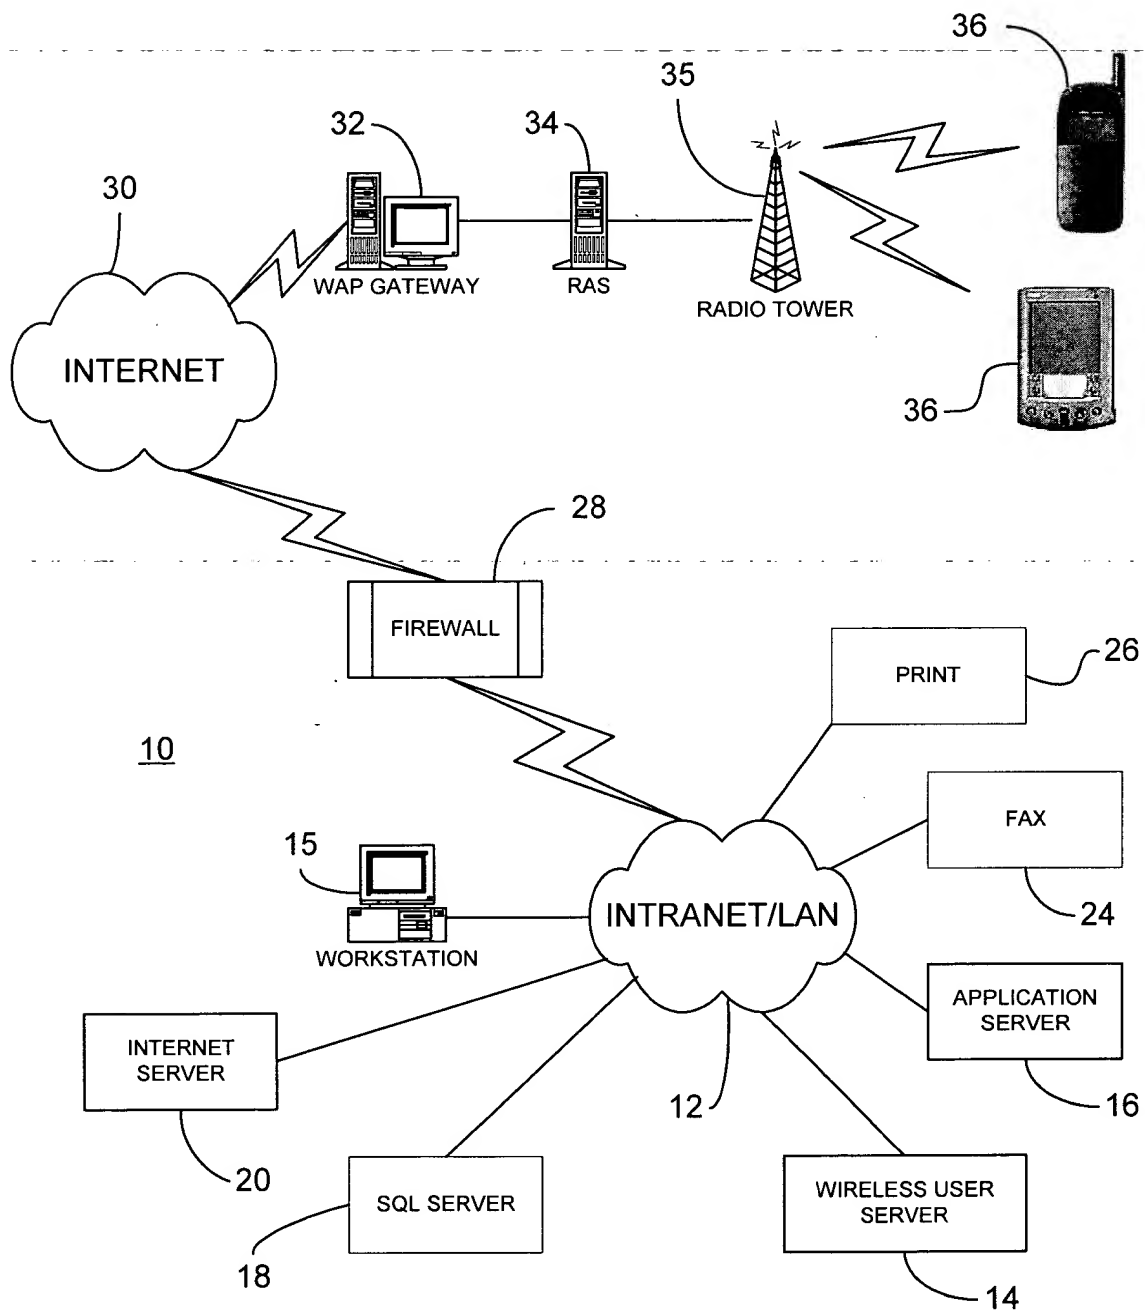 36
35
32
34
30
WAP GATEWAY
RAS
RADIO TOWER
INTERNET
36
28
FIREWALL
PRINT
26
10
FAX
15
INTRANET/LAN
24
WORKSTATION
APPLICATION
SERVER
INTERNET
SERVER
12
16
20
SQL SERVER
WIRELESS USER
SERVER
18
14